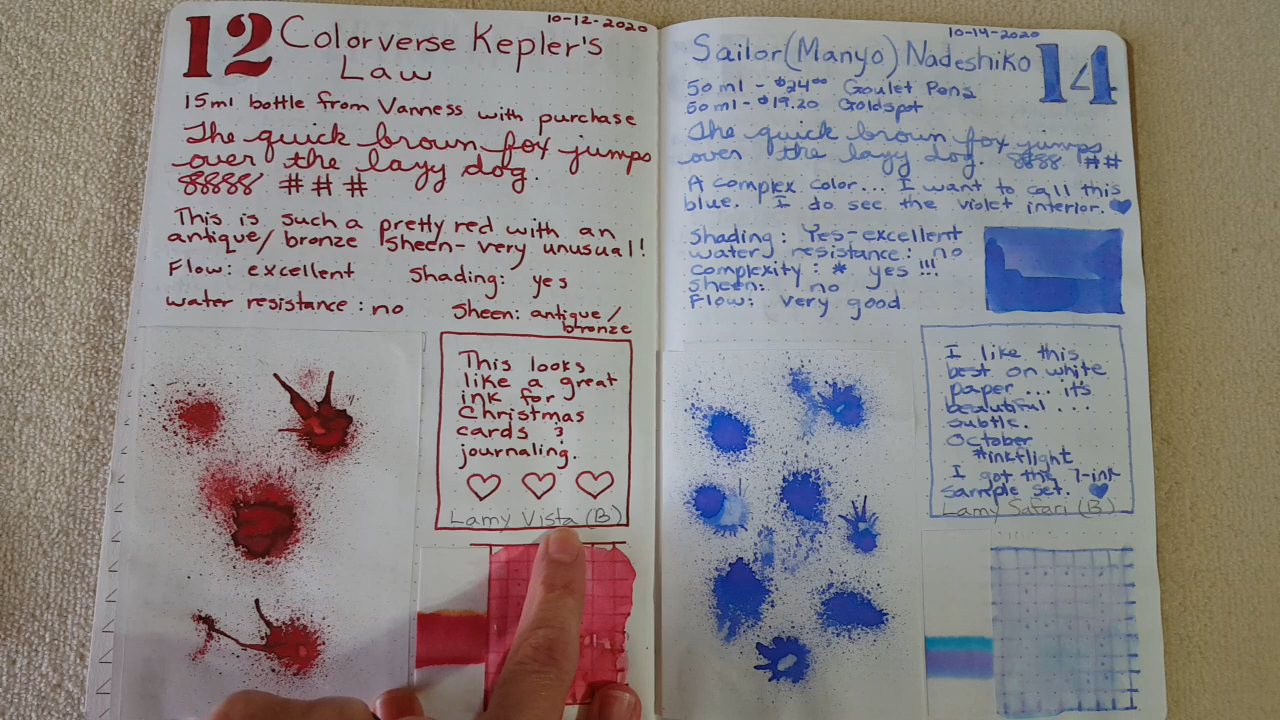 10-12-2020
12 Colorverse Kepler's
Law
15ml bottle from Vanness with purchase
The quick brown fox jumps
over the lazy dog.
88888 ###
This is such a pretty red with an
antique/bronze sheen- very unusual!
Flow: excellent Shading: yes
water resistance: no Sheen: antique/
bronze
This looks
like a great
ink for
Christmas
cards &
journaling.
Lamy Vista (B)
10-14-2020
Sailor (Manyo) Nadeshiko 14
50ml - $24.00 Goulet Pens
50ml - $19.20 Goldspot
The quick brown fox jumps
over the lazy dog. 8888 ##
A complex color... I want to call this
blue. I do see the violet interior.
Shading: Yes-excellent
water resistance: no
complexity: * yes !!!
Sheen: no
Flow: very good
I like this
best on white
paper... it's
beautiful...
subtle.
October
#inkflight
I got the 7-ink
sample set.
Lamy Safari (B)